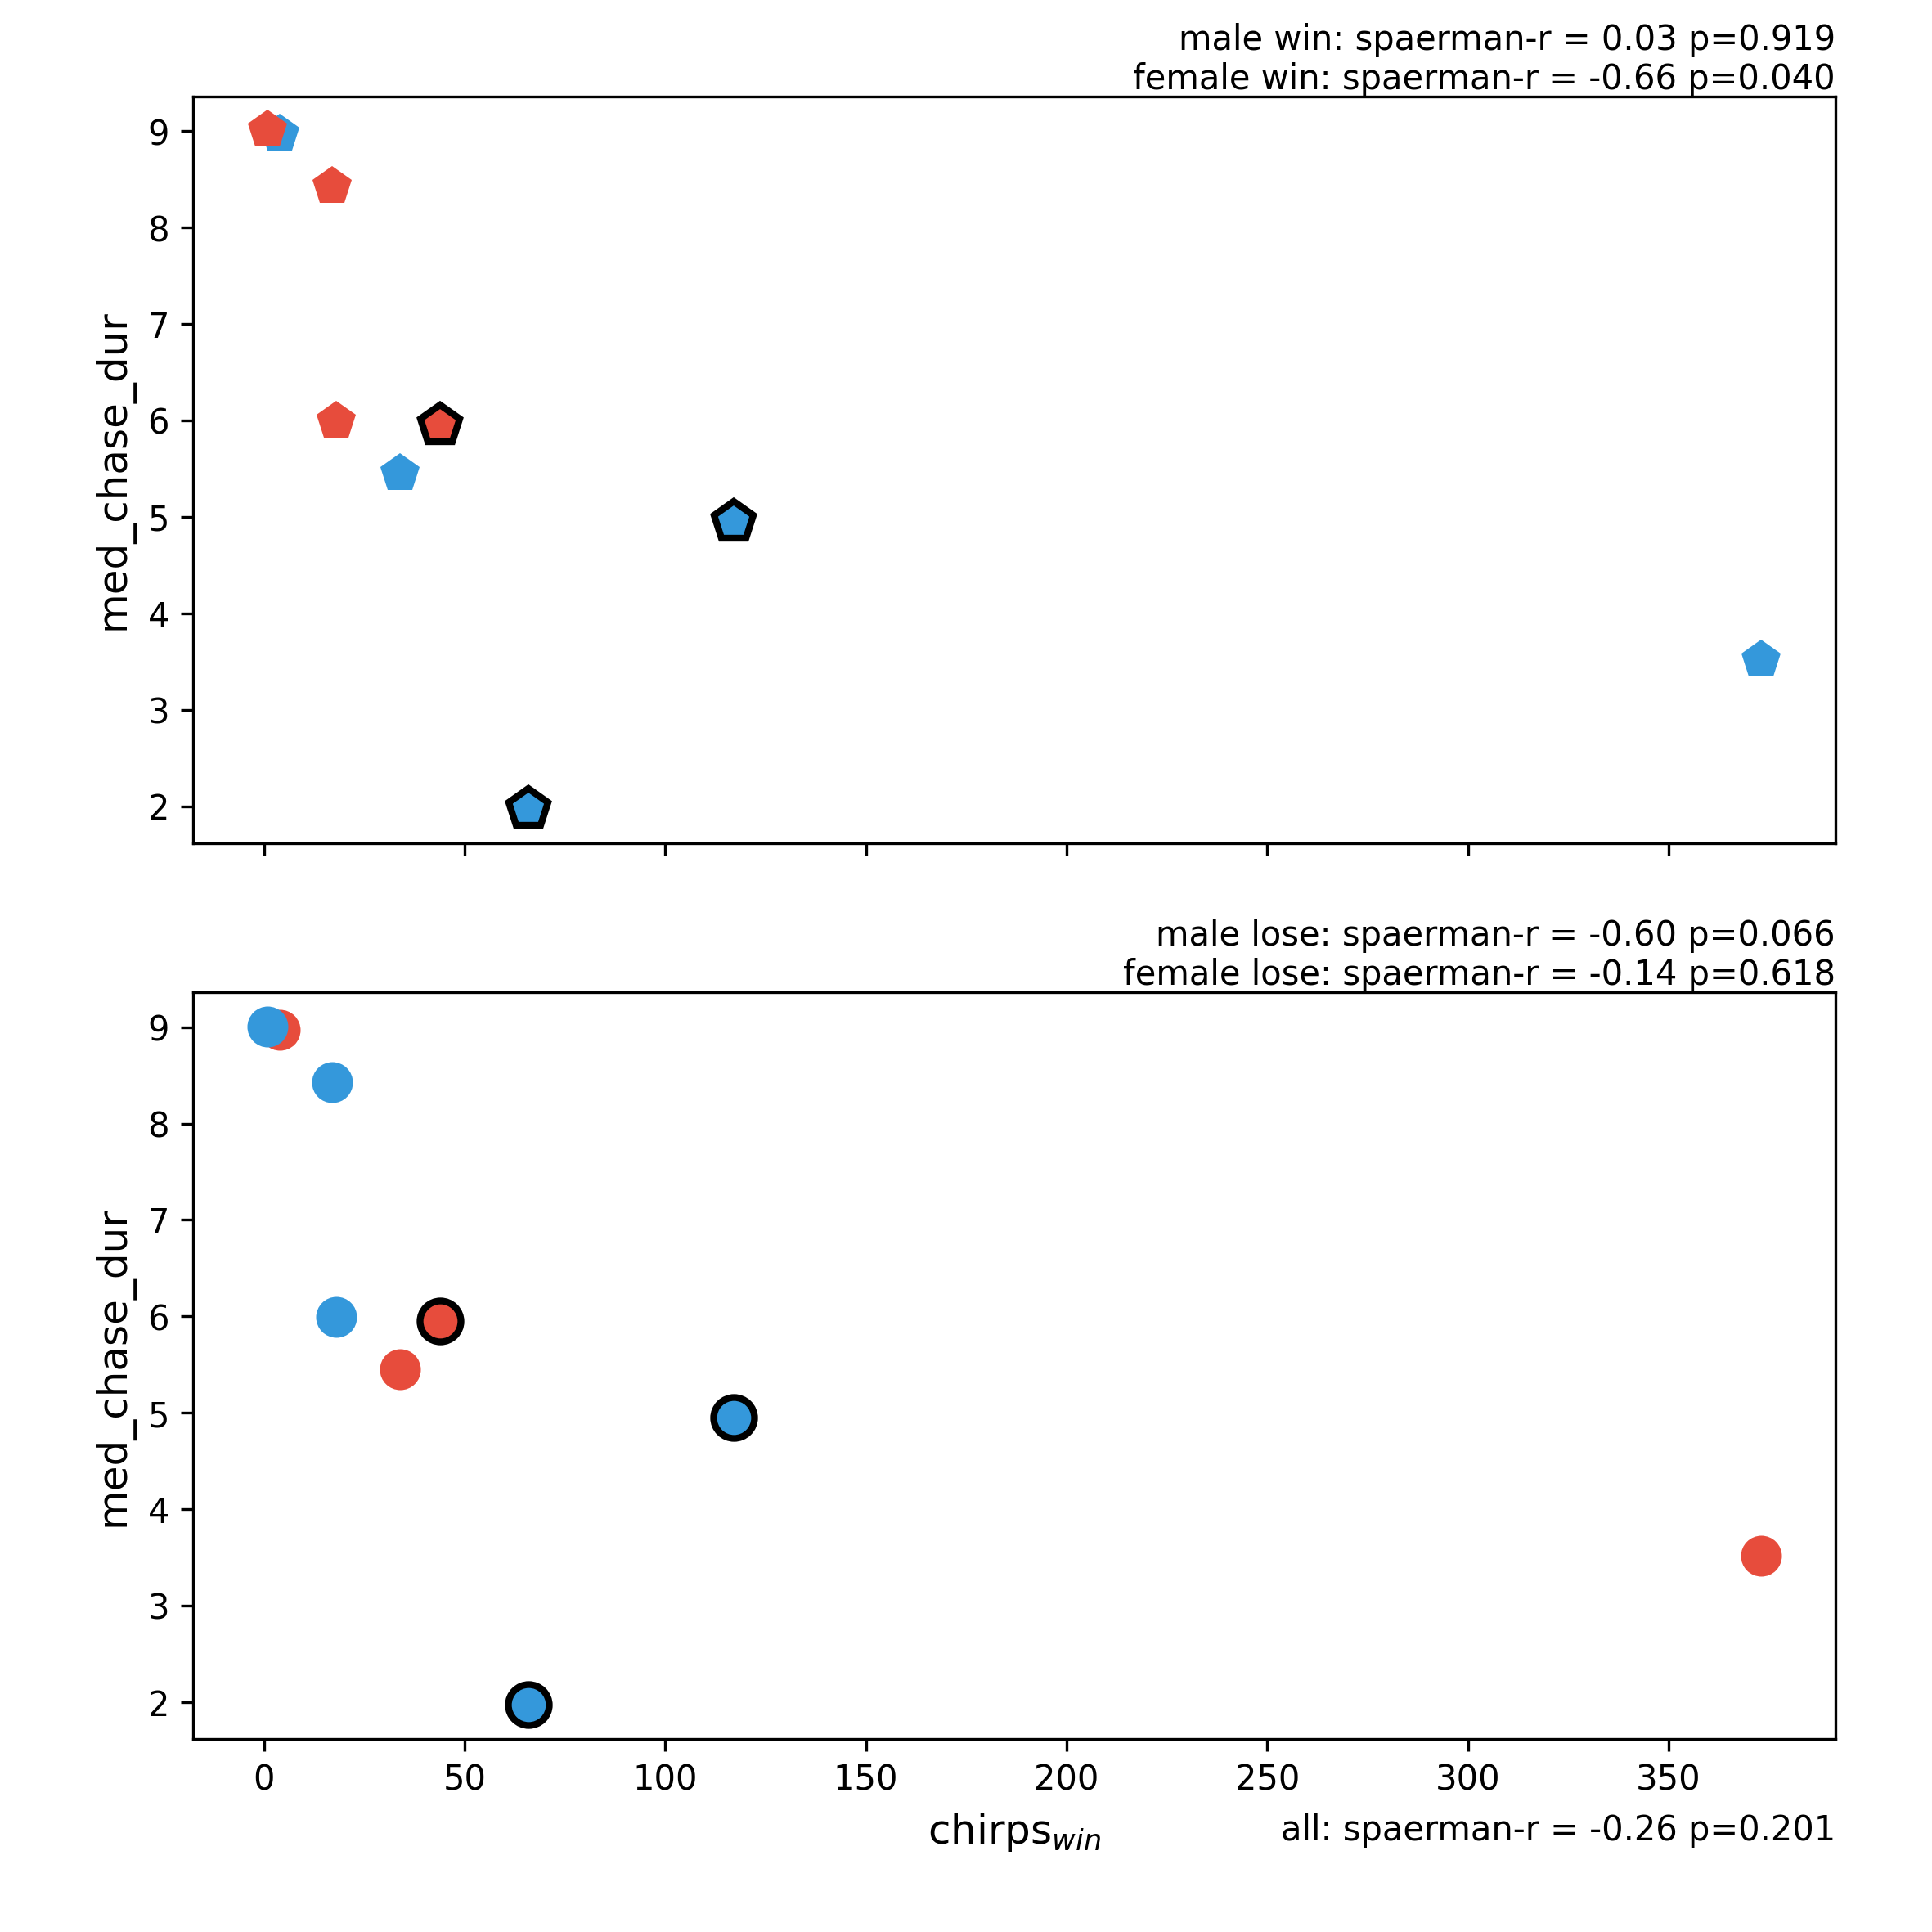 male win: spaerman-r = 0.03 p=0.919
female win: spaerman-r = -0.66 p=0.040
9
8
7
6
5
4
3
2
med_chase_dur
male lose: spaerman-r = -0.60 p=0.066
female lose: spaerman-r = -0.14 p=0.618
9
8
7
6
5
4
3
2
med_chase_dur
0 50 100 150 200 250 300 350
chirpswin
all: spaerman-r = -0.26 p=0.201